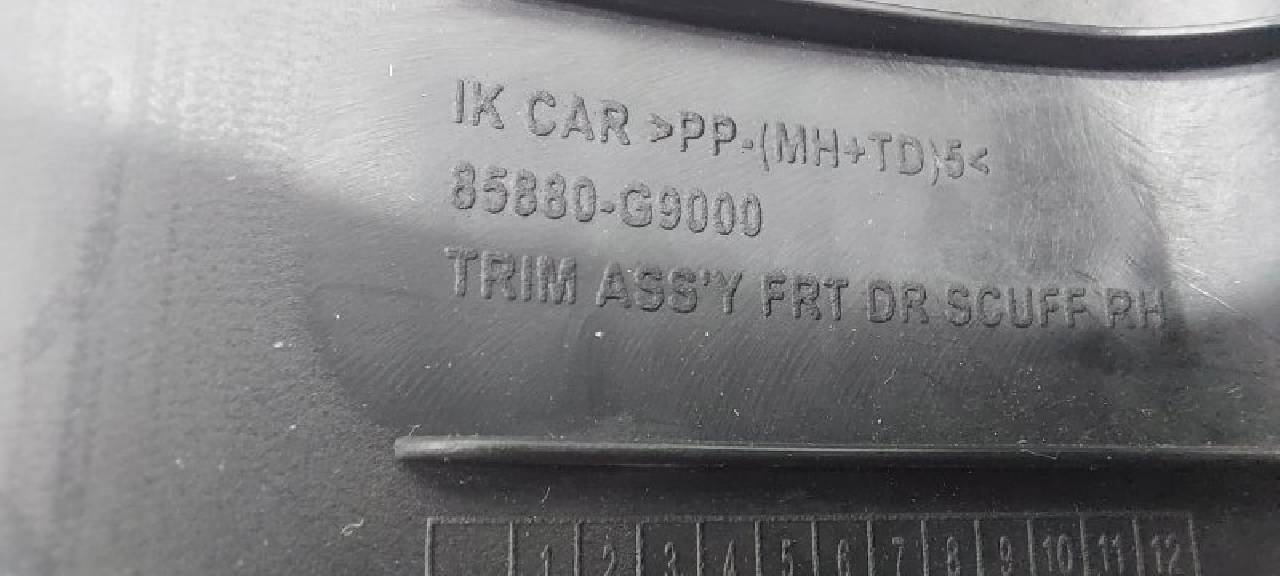 IK CAR >PP-(MH+TD)5<
85880-G9000
TRIM ASS'Y FRT DR SCUFF RH
1 2 3 4 5 6 7 8 9 10 11 12